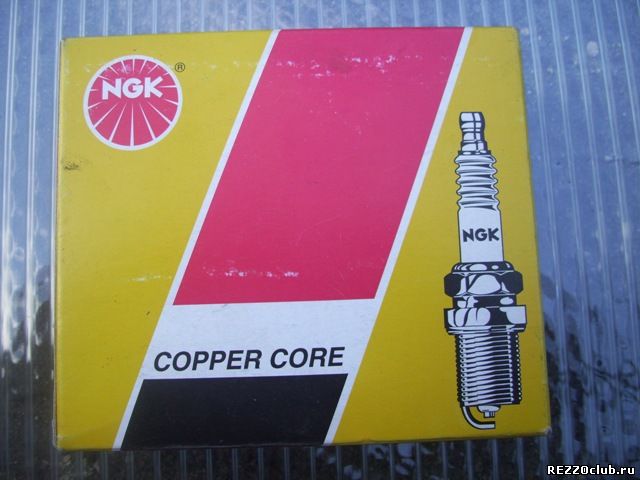 NGK ®
NGK
COPPER CORE
REZZOclub.ru